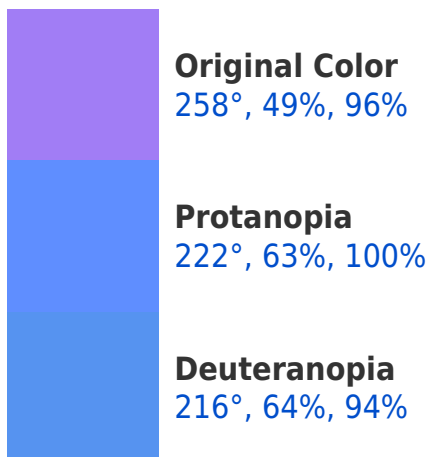 Original Color
258°, 49%, 96%
Protanopia
222°, 63%, 100%
Deuteranopia
216°, 64%, 94%